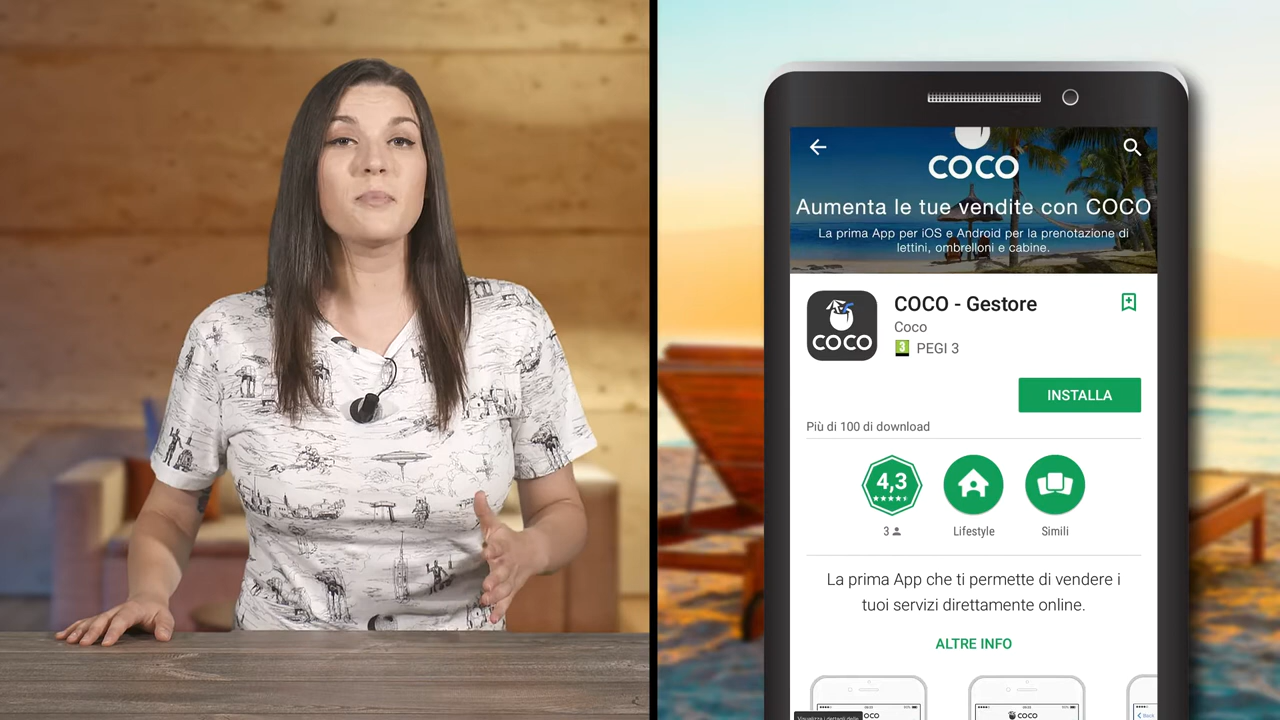 COCO
Aumenta le tue vendite con COCO
La prima App per iOS e Android per la prenotazione di
lettini, ombrelloni e cabine.
COCO
COCO - Gestore
Coco
3 PEGI 3
INSTALLA
Più di 100 di download
4,3
3
Lifestyle
Simili
La prima App che ti permette di vendere i
tuoi servizi direttamente online.
ALTRE INFO
COCO
COCO